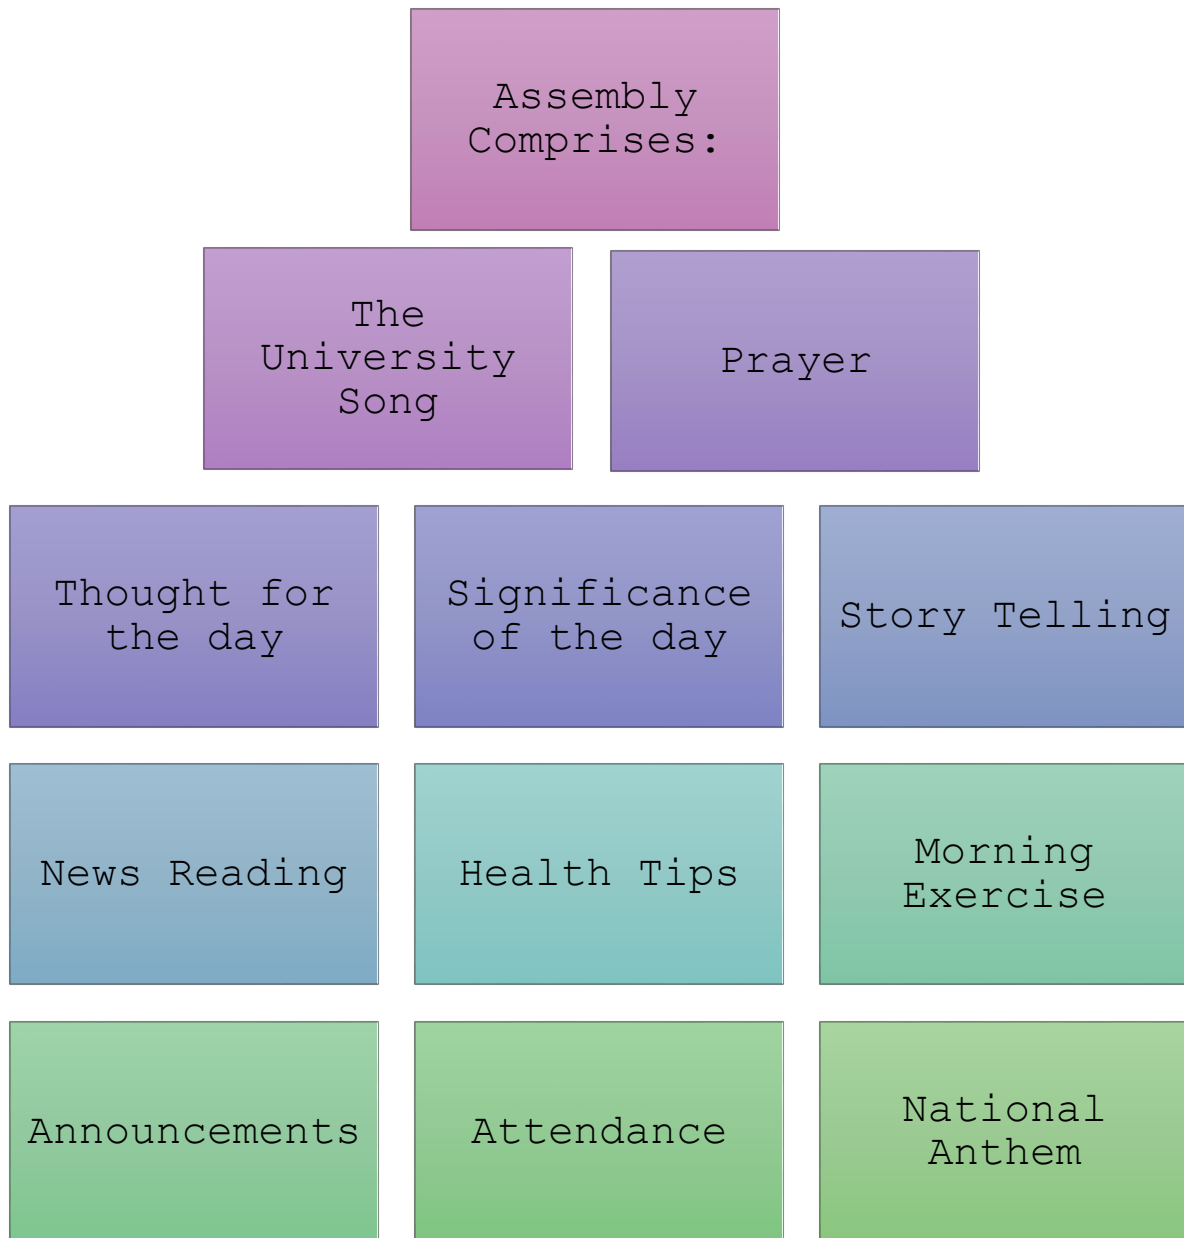 Assembly
Comprises:
The
University
Song
Prayer
Thought for
the day
Significance
of the day
Story Telling
News Reading
Health Tips
Morning
Exercise
Announcements
Attendance
National
Anthem